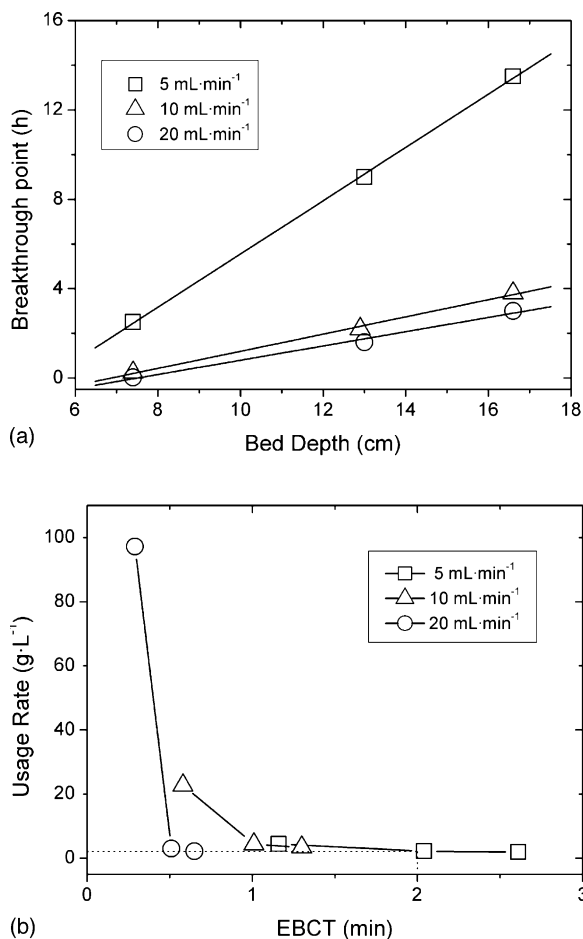 16
12
8
4
0
Breakthrough point (h)
5 mL·min⁻¹
10 mL·min⁻¹
20 mL·min⁻¹
6 8 10 12 14 16 18
Bed Depth (cm)
(a)
100
80
60
40
20
0
Usage Rate (g·L⁻¹)
5 mL·min⁻¹
10 mL·min⁻¹
20 mL·min⁻¹
0 1 2 3
EBCT (min)
(b)